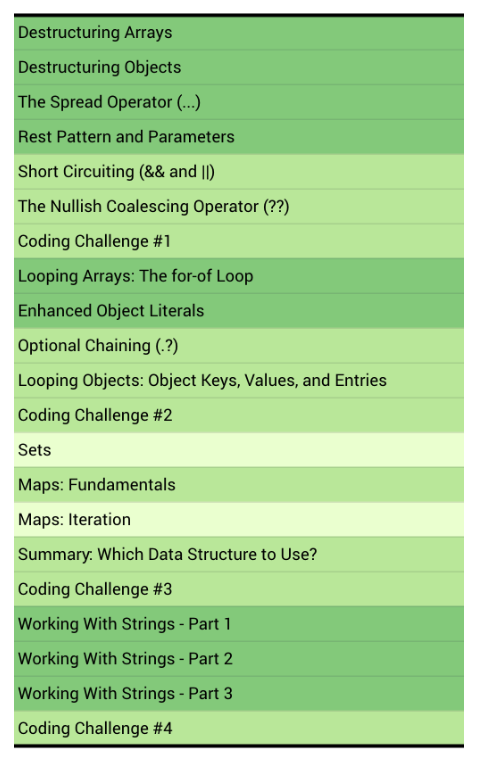 Destructuring Arrays
Destructuring Objects
The Spread Operator (...)
Rest Pattern and Parameters
Short Circuiting (&& and ||)
The Nullish Coalescing Operator (??)
Coding Challenge #1
Looping Arrays: The for-of Loop
Enhanced Object Literals
Optional Chaining (.?)
Looping Objects: Object Keys, Values, and Entries
Coding Challenge #2
Sets
Maps: Fundamentals
Maps: Iteration
Summary: Which Data Structure to Use?
Coding Challenge #3
Working With Strings - Part 1
Working With Strings - Part 2
Working With Strings - Part 3
Coding Challenge #4